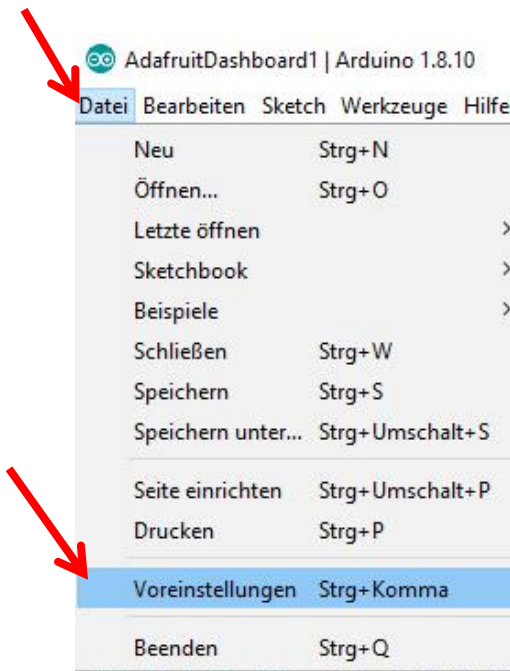 AdafruitDashboard1 | Arduino 1.8.10
Datei Bearbeiten Sketch Werkzeuge Hilfe
Neu Strg+N
Öffnen... Strg+O
Letzte öffnen
Sketchbook
Beispiele
Schließen Strg+W
Speichern Strg+S
Speichern unter... Strg+Umschalt+S
Seite einrichten Strg+Umschalt+P
Drucken Strg+P
Voreinstellungen Strg+Komma
Beenden Strg+Q